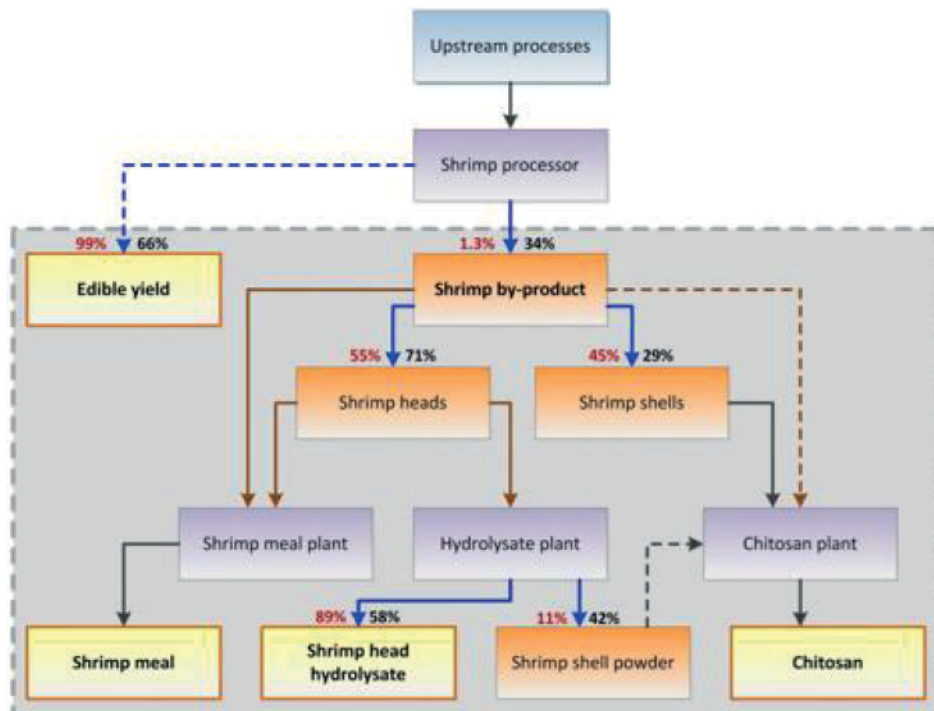 Upstream processes
Shrimp processor
99% 66%
1.3% 34%
Edible yield
Shrimp by-product
55% 71%
45% 29%
Shrimp heads
Shrimp shells
Shrimp meal plant
Hydrolysate plant
Chitosan plant
89% 58%
11% 42%
Shrimp meal
Shrimp head
hydrolysate
Shrimp shell powder
Chitosan